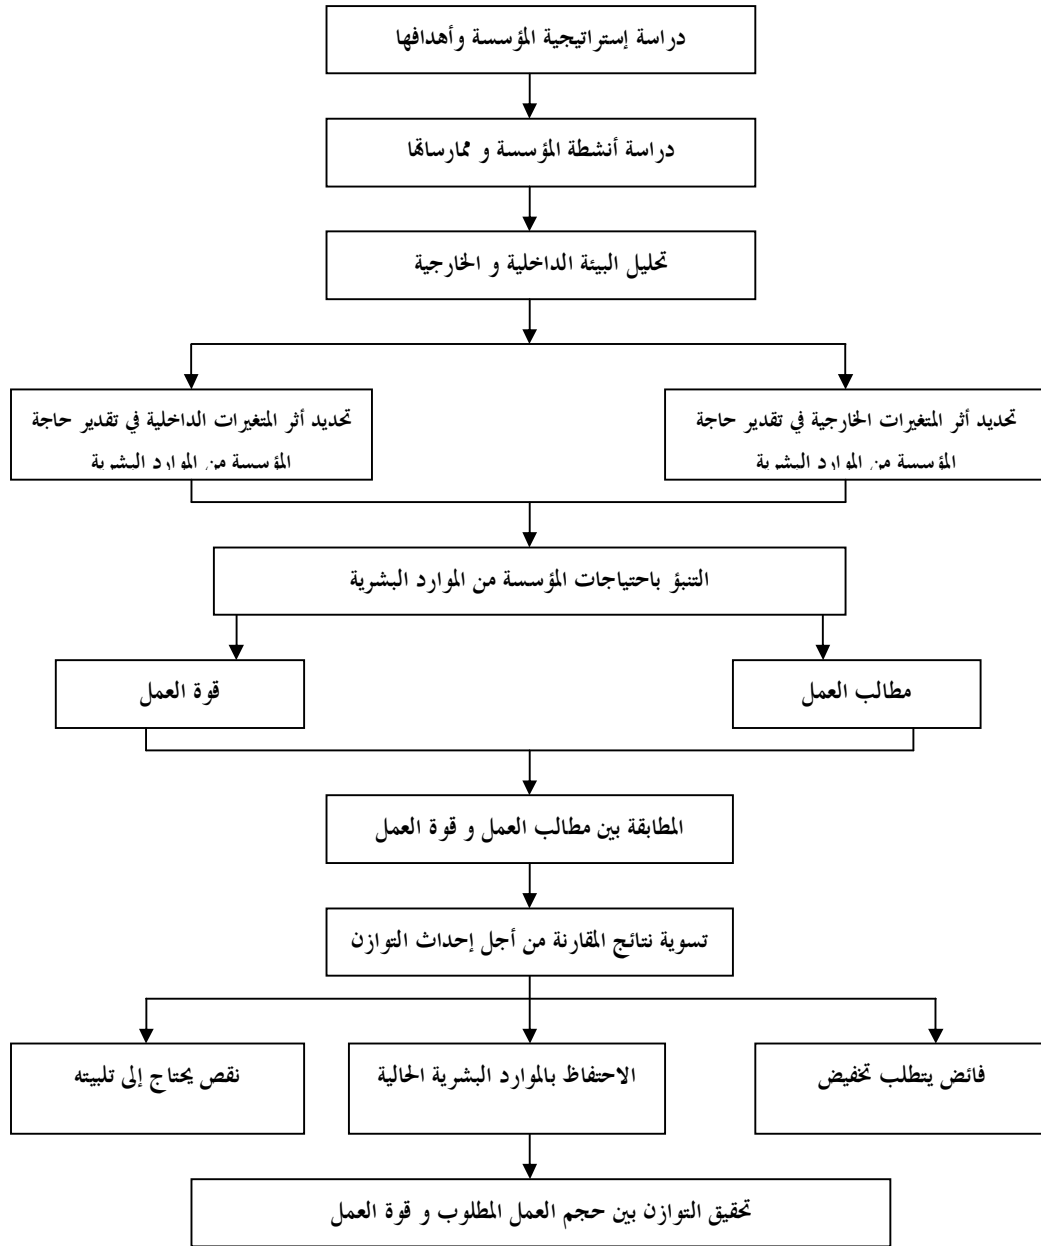 دراسة إستراتيجية المؤسسة وأهدافها
دراسة أنشطة المؤسسة و ممارساتها
تحليل البيئة الداخلية و الخارجية
تحديد أثر المتغيرات الخارجية في تقدير حاجة
المؤسسة من الموارد البشرية
تحديد أثر المتغيرات الداخلية في تقدير حاجة
المؤسسة من الموارد البشرية
التنبؤ باحتياجات المؤسسة من الموارد البشرية
مطالب العمل
قوة العمل
المطابقة بين مطالب العمل و قوة العمل
تسوية نتائج المقارنة من أجل إحداث التوازن
فائض يتطلب تخفيض
الاحتفاظ بالموارد البشرية الحالية
نقص يحتاج إلى تلبيته
تحقيق التوازن بين حجم العمل المطلوب و قوة العمل